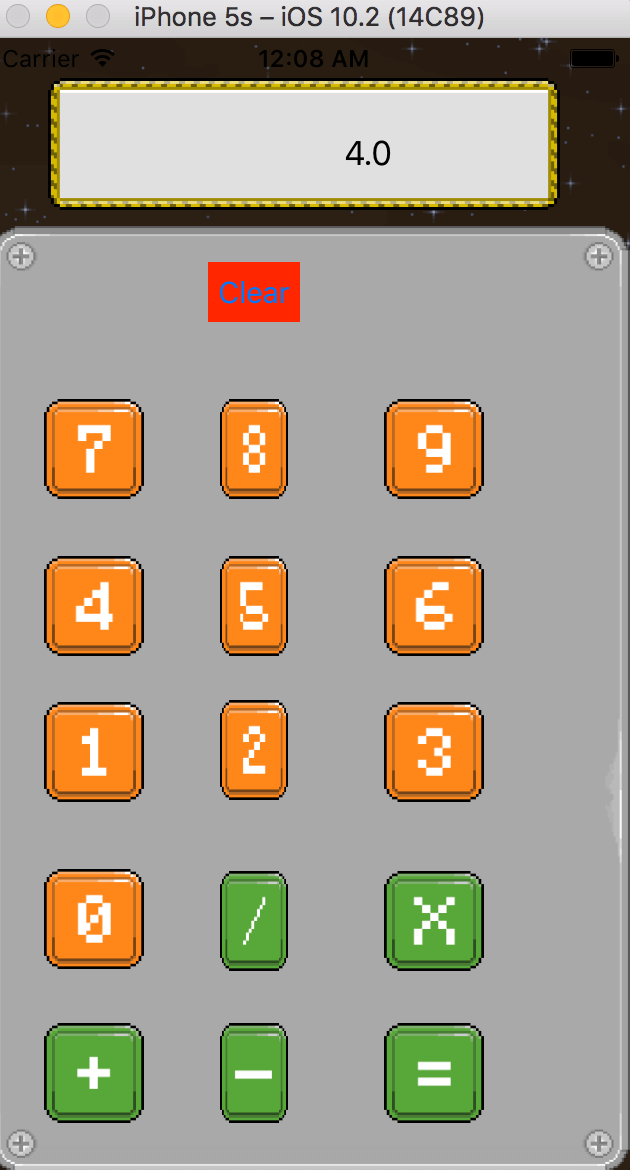 iPhone 5s – iOS 10.2 (14C89)
Carrier 12:08 AM
4.0
Clear
7 8 9
4 5 6
1 2 3
0 / X
+ – =